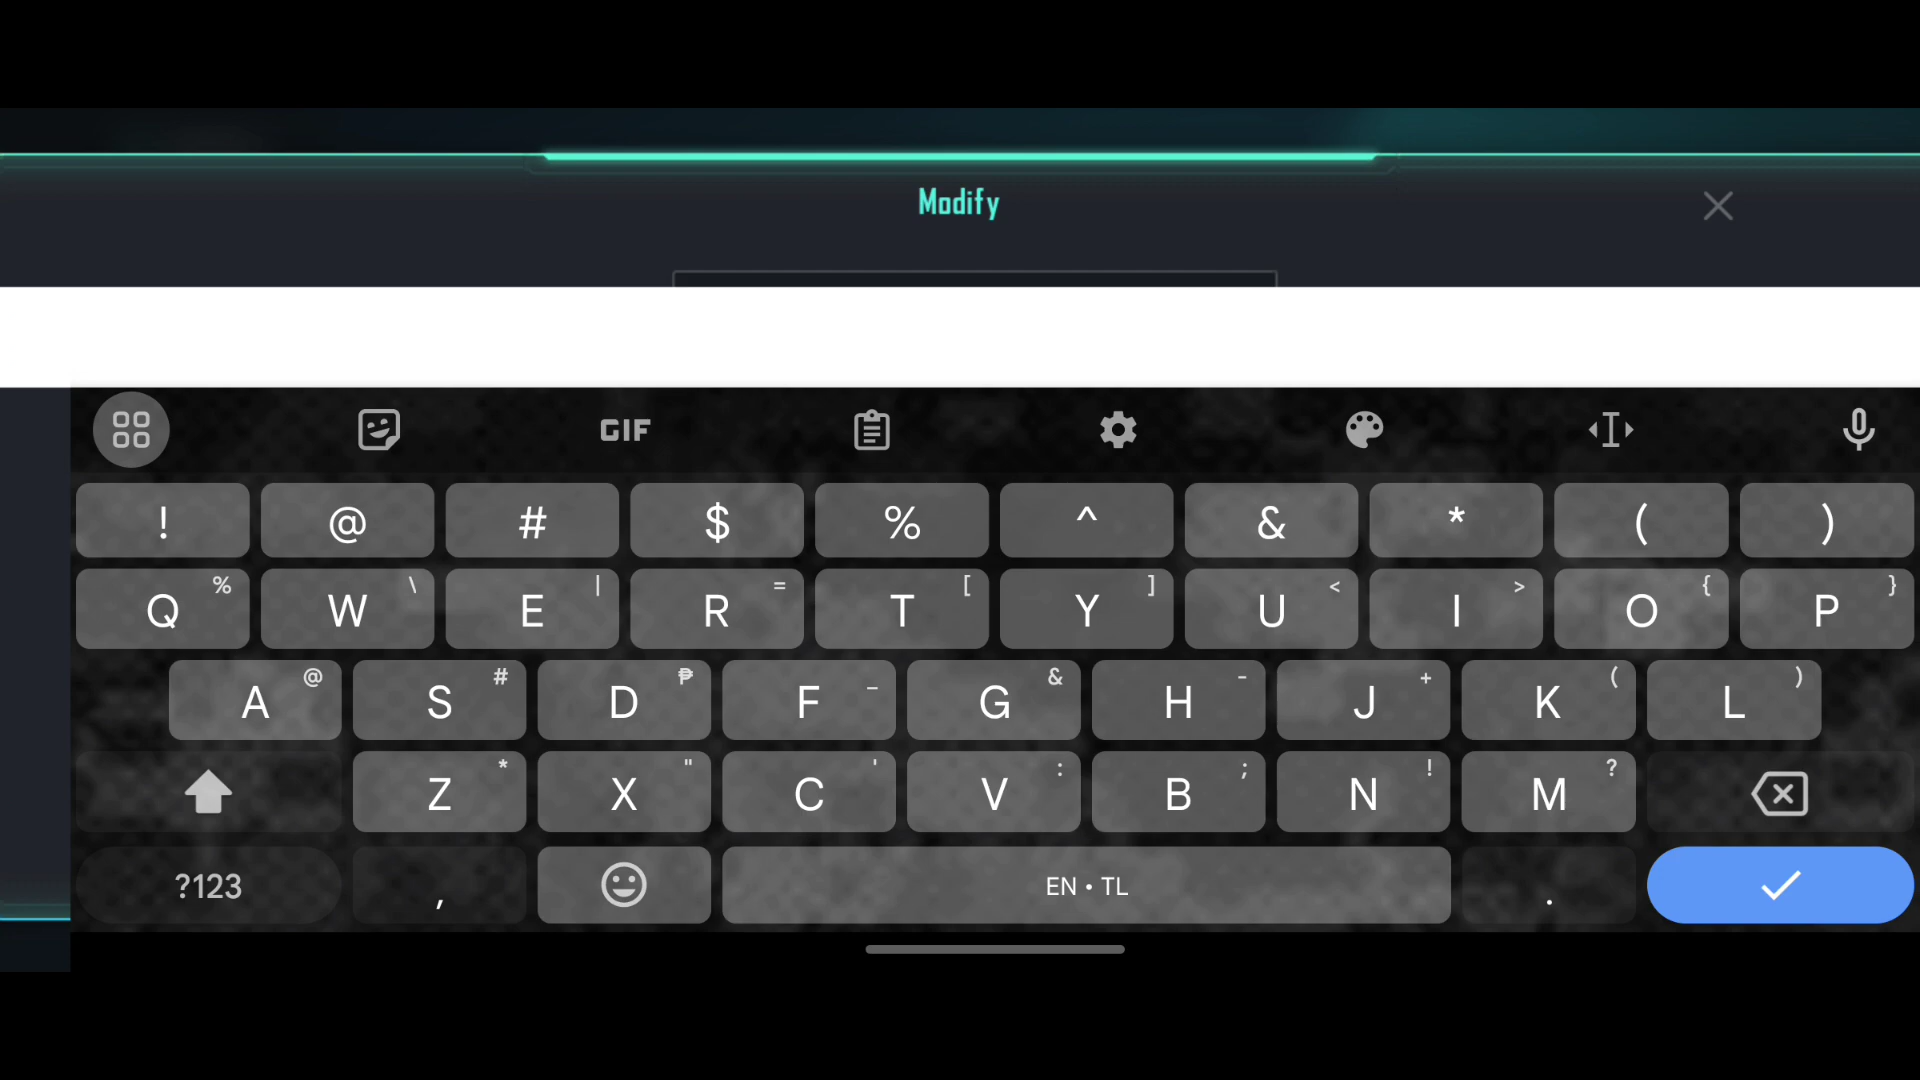 Modify
GIF
! @ # $ % ^ & * ( )
Q % W \ E | R = T [ Y ] U < I > O { P }
A @ S # D ₱ F _ G & H - J + K ( L )
Z * X " C ' V : B ; N ! M ?
?123 , EN • TL .